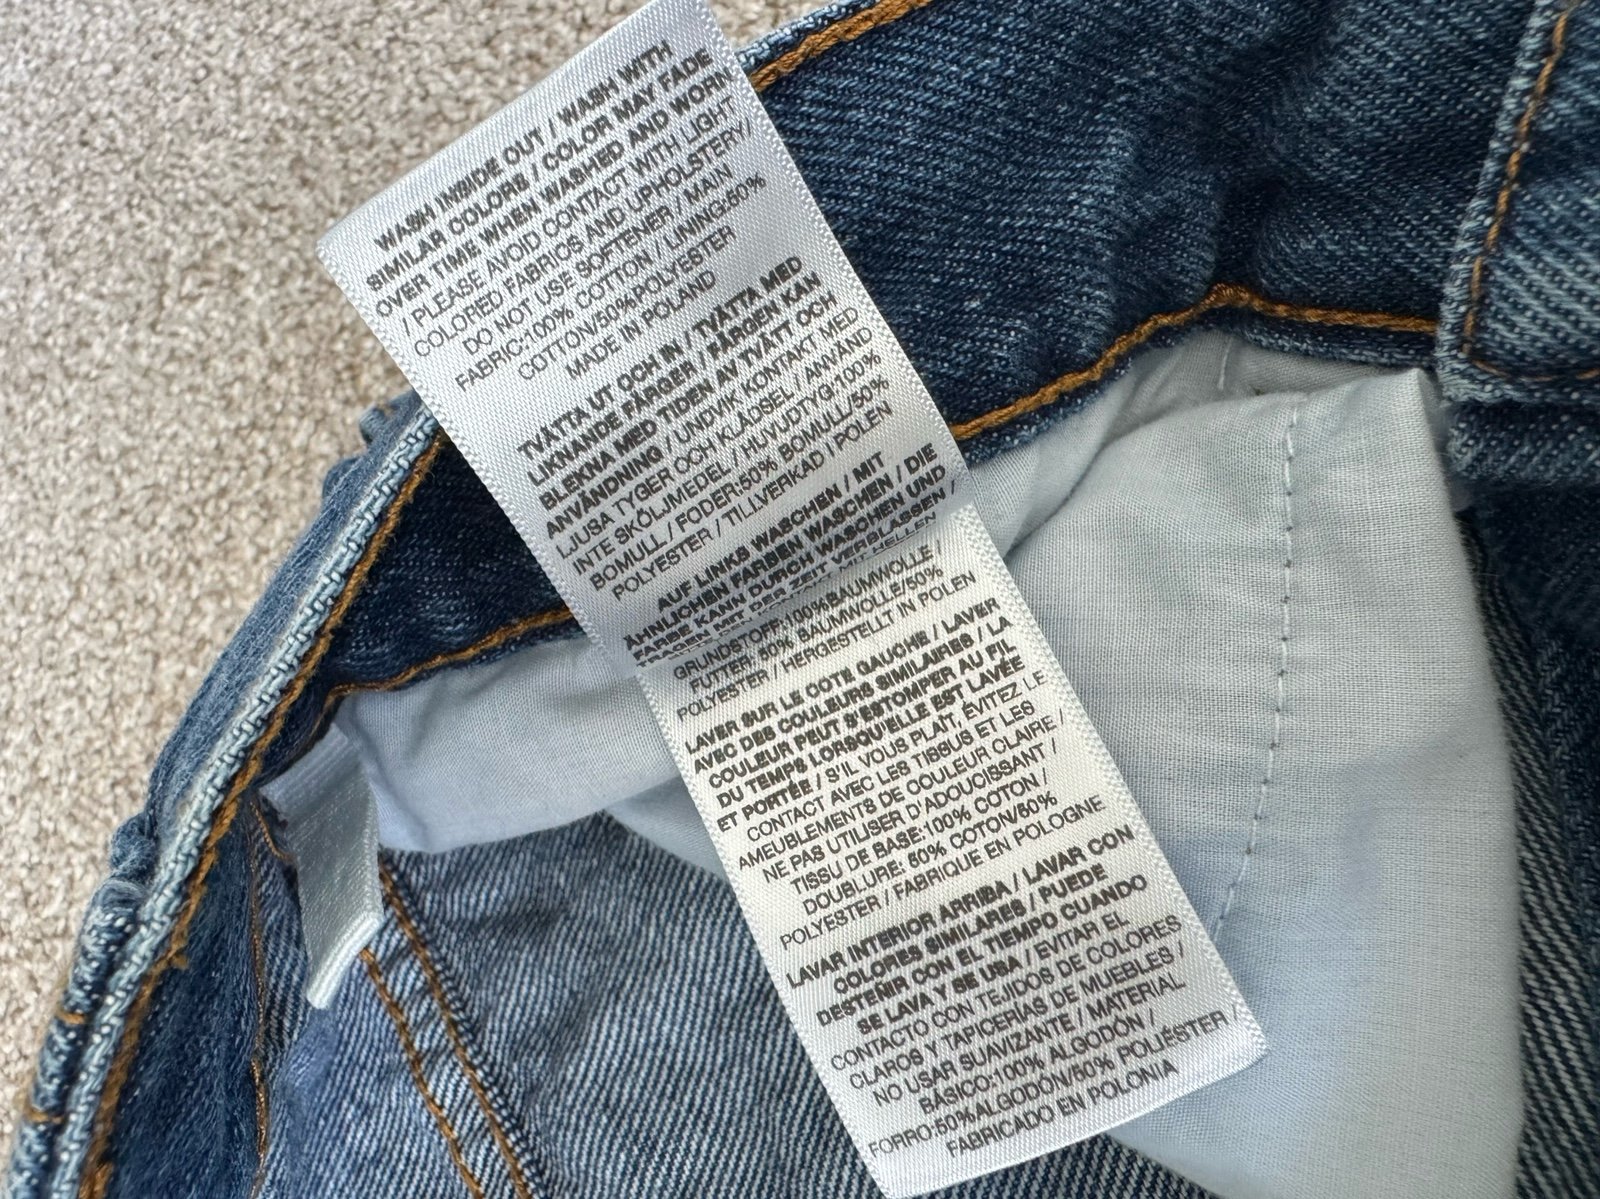 WASH INSIDE OUT / WASH WITH
SIMILAR COLORS / COLOR MAY FADE
OVER TIME WHEN WASHED AND WORN
/ PLEASE AVOID CONTACT WITH LIGHT
COLORED FABRICS AND UPHOLSTERY/
DO NOT USE SOFTENER / MAIN
FABRIC:100% COTTON / LINING:50%
COTTON/50%POLYESTER
MADE IN POLAND
TVÄTTA UT OCH IN / TVÄTTA MED
LIKNANDE FÄRGER / FÄRGEN KAN
BLEKNA MED TIDEN AV TVÄTT OCH
ANVÄNDNING / UNDVIK KONTAKT MED
LJUSA TYGER OCH KLÄDSEL / ANVÄND
INTE SKÖLJMEDEL / HUVUDTYG:100%
BOMULL / FODER:50% BOMULL/50%
POLYESTER / TILLVERKAD I POLEN
AUF LINKS WASCHEN / MIT
ÄHNLICHEN FARBEN WASCHEN / DIE
FARBE KANN DURCH WASCHEN UND
TRAGEN MIT DER ZEIT VERBLASSEN /
KONTAKT MIT HELLEN
GRUNDSTOFF:100%BAUMWOLLE /
FUTTER: 50% BAUMWOLLE/50%
POLYESTER / HERGESTELLT IN POLEN
LAVER SUR LE COTE GAUCHE / LAVER
AVEC DES COULEURS SIMILAIRES / LA
COULEUR PEUT S'ESTOMPER AU FIL
DU TEMPS LORSQU'ELLE EST LAVÉE
ET PORTÉE / S'IL VOUS PLAÎT, ÉVITEZ LE
CONTACT AVEC LES TISSUS ET LES
AMEUBLEMENTS DE COULEUR CLAIRE /
NE PAS UTILISER D'ADOUCISSANT /
TISSU DE BASE:100% COTON /
DOUBLURE: 50% COTON/50%
POLYESTER / FABRIQUE EN POLOGNE
LAVAR INTERIOR ARRIBA / LAVAR CON
COLORES SIMILARES / PUEDE
DESTEÑIR CON EL TIEMPO CUANDO
SE LAVA Y SE USA / EVITAR EL
CONTACTO CON TEJIDOS DE COLORES
CLAROS Y TAPICERÍAS DE MUEBLES /
NO USAR SUAVIZANTE / MATERIAL
BÁSICO:100% ALGODÓN /
FORRO:50%ALGODÓN/50% POLIÉSTER /
FABRICADO EN POLONIA